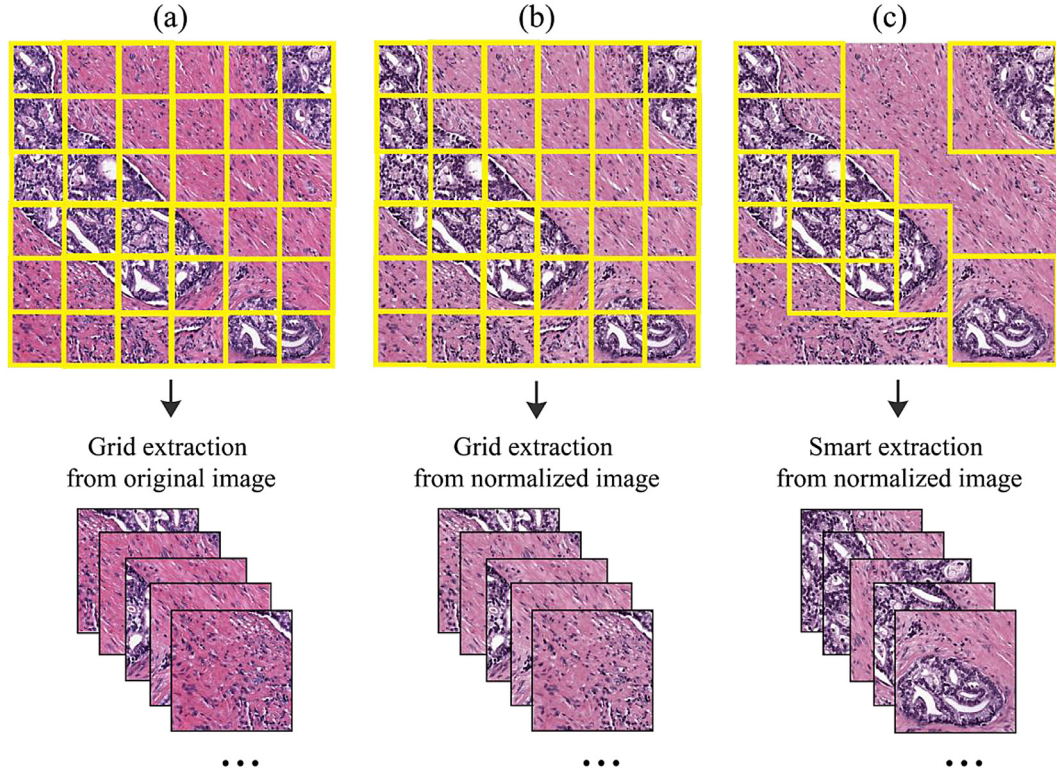 (a)
(b)
(c)
Grid extraction
from original image
Grid extraction
from normalized image
Smart extraction
from normalized image
...
...
...